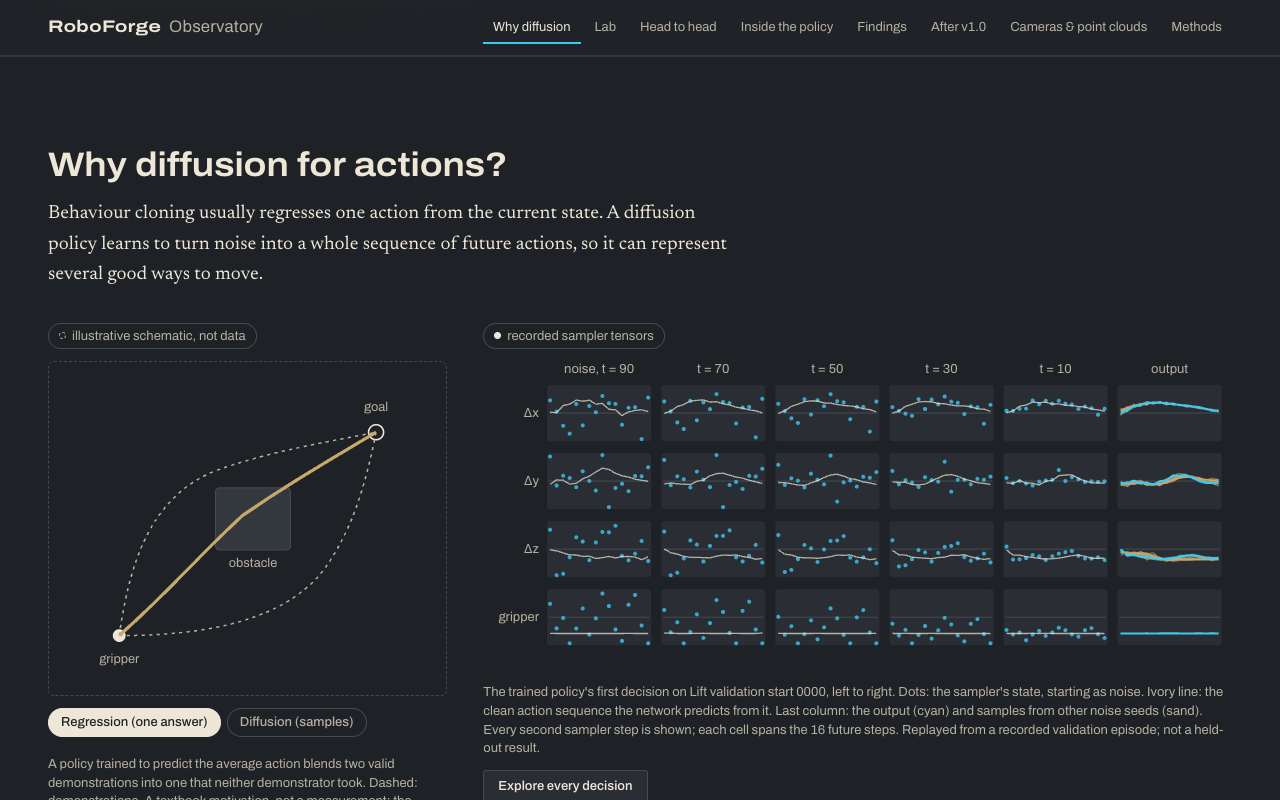 RoboForge Observatory
Why diffusion
Lab
Head to head
Inside the policy
Findings
After v1.0
Cameras & point clouds
Methods
Why diffusion for actions?
Behaviour cloning usually regresses one action from the current state. A diffusion
policy learns to turn noise into a whole sequence of future actions, so it can represent
several good ways to move.
illustrative schematic, not data
goal
obstacle
gripper
Regression (one answer)
Diffusion (samples)
A policy trained to predict the average action blends two valid
demonstrations into one that neither demonstrator took. Dashed:
demonstrations. A textbook motivation, not a measurement: the
recorded sampler tensors
noise, t = 90
t = 70
t = 50
t = 30
t = 10
output
Δx
Δy
Δz
gripper
The trained policy's first decision on Lift validation start 0000, left to right. Dots: the sampler's state, starting as noise. Ivory line: the
clean action sequence the network predicts from it. Last column: the output (cyan) and samples from other noise seeds (sand).
Every second sampler step is shown; each cell spans the 16 future steps. Replayed from a recorded validation episode; not a held-
out result.
Explore every decision